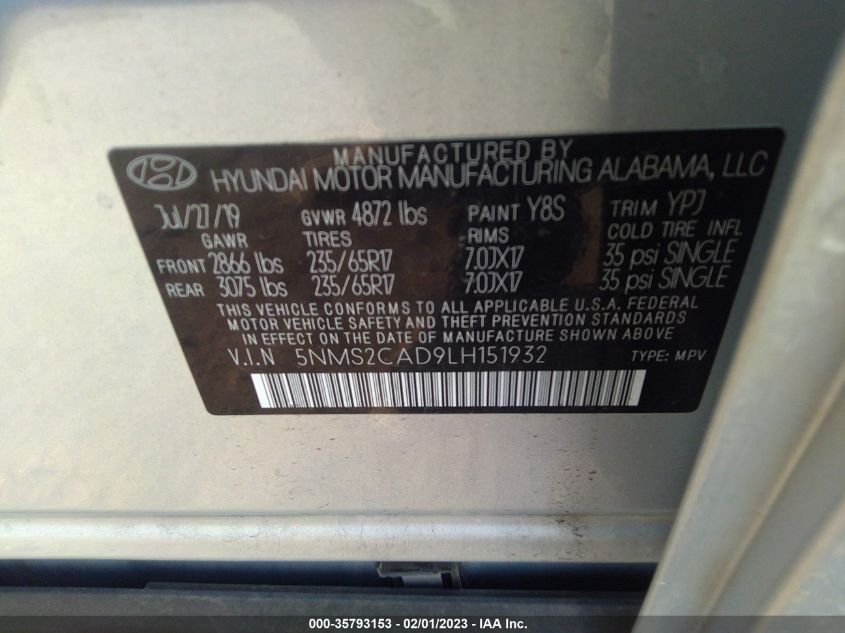 MANUFACTURED BY
HYUNDAI MOTOR MANUFACTURING ALABAMA, LLC
Jul/27/19 GVWR 4872 lbs PAINT Y8S TRIM YPJ
GAWR TIRES RIMS COLD TIRE INFL
FRONT 2866 lbs 235/65R17 7.0JX17 35 psi SINGLE
REAR 3075 lbs 235/65R17 7.0JX17 35 psi SINGLE
THIS VEHICLE CONFORMS TO ALL APPLICABLE U.S.A. FEDERAL
MOTOR VEHICLE SAFETY AND THEFT PREVENTION STANDARDS
IN EFFECT ON THE DATE OF MANUFACTURE SHOWN ABOVE.
V.I.N 5NMS2CAD9LH151932 TYPE: MPV
000-35793153 - 02/01/2023 - IAA Inc.